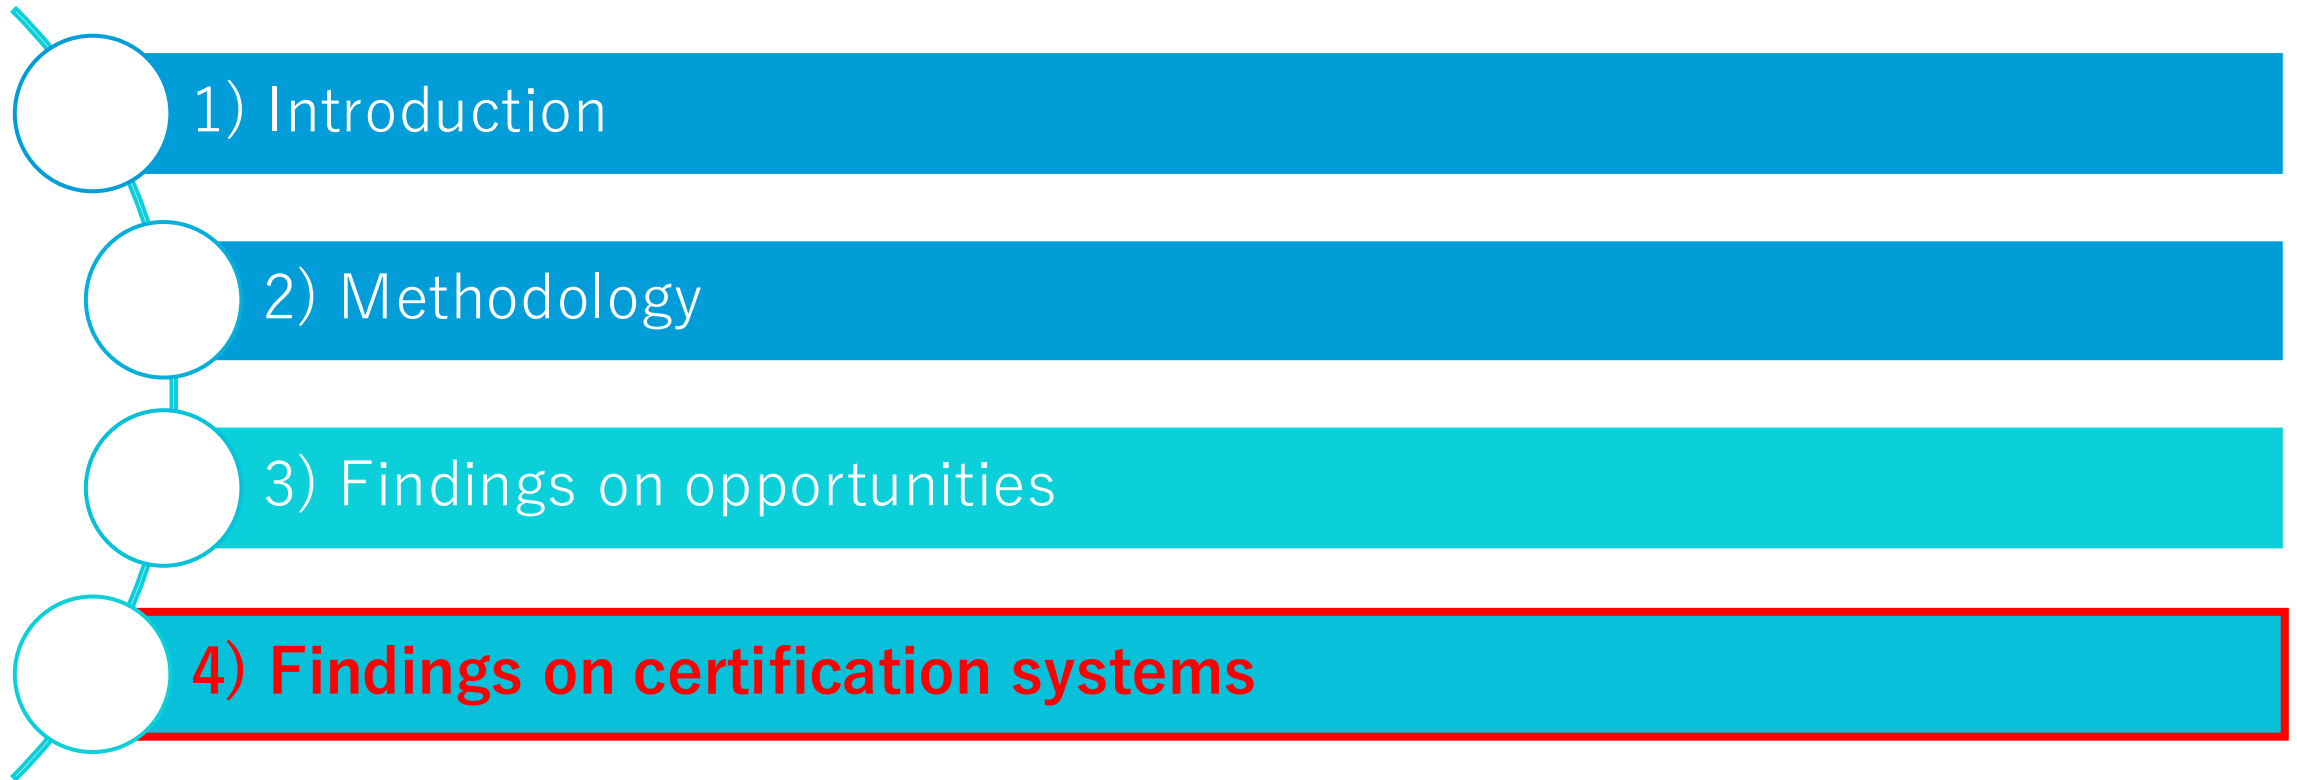 1) Introduction
2) Methodology
3) Findings on opportunities
4) Findings on certification systems